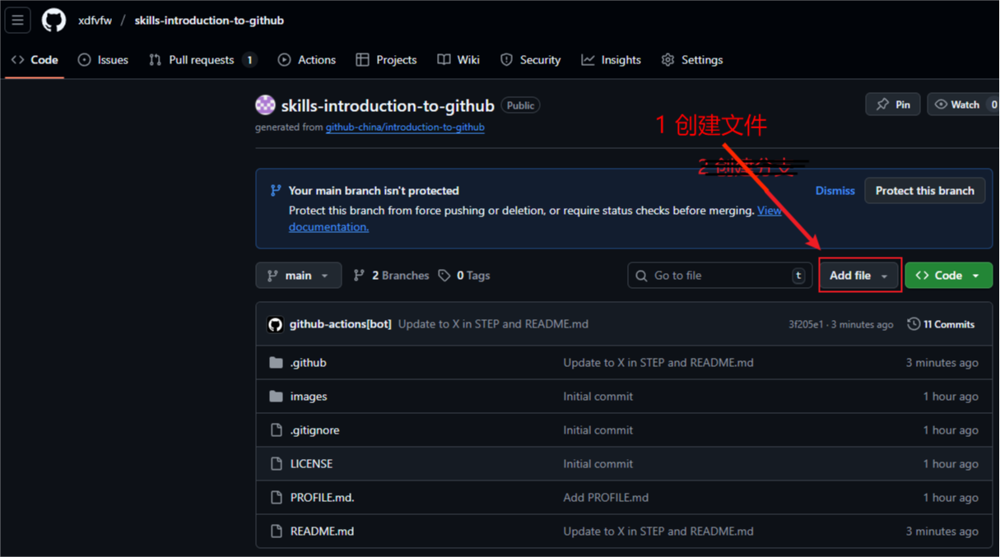 xdfvfw / skills-introduction-to-github
Code Issues Pull requests 1 Actions Projects Wiki Security Insights Settings
skills-introduction-to-github Public Pin Watch 0
generated from github-china/introduction-to-github
1 创建文件
2 创建分支
Your main branch isn't protected Dismiss Protect this branch
Protect this branch from force pushing or deletion, or require status checks before merging. View
documentation.
main 2 Branches 0 Tags Go to file t Add file Code
github-actions[bot] Update to X in STEP and README.md 3f205e1 · 3 minutes ago 11 Commits
.github Update to X in STEP and README.md 3 minutes ago
images Initial commit 1 hour ago
.gitignore Initial commit 1 hour ago
LICENSE Initial commit 1 hour ago
PROFILE.md. Add PROFILE.md 1 hour ago
README.md Update to X in STEP and README.md 3 minutes ago